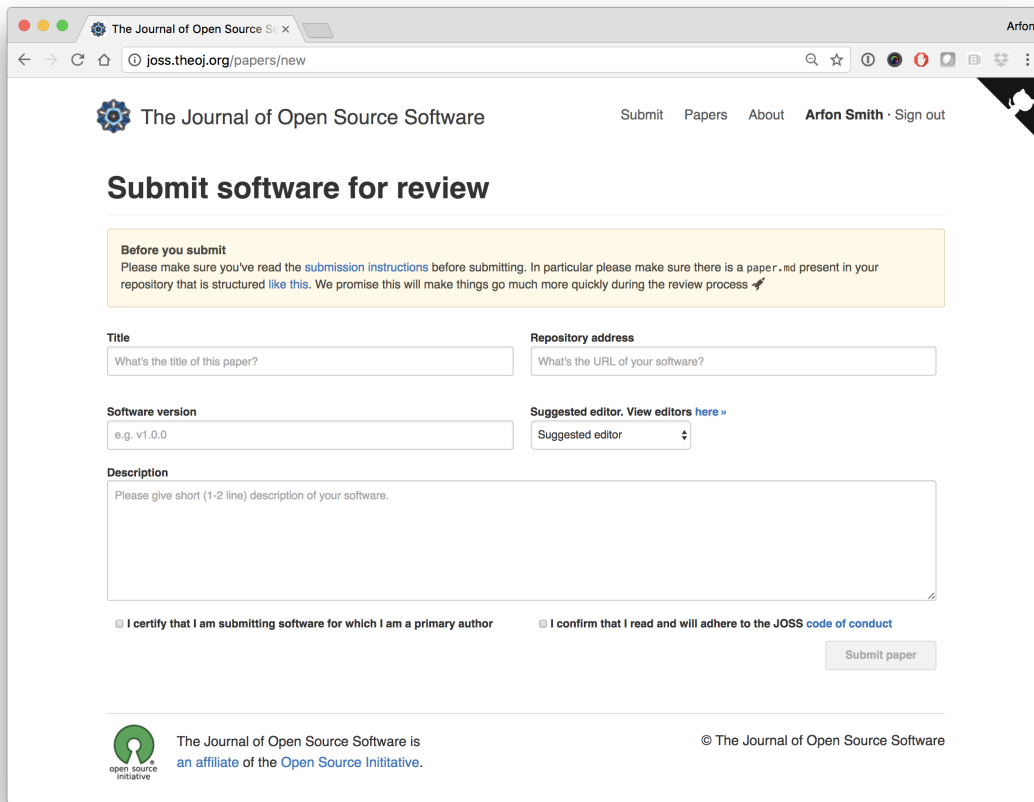 The Journal of Open Source So
Arfon
joss.theoj.org/papers/new
The Journal of Open Source Software
Submit Papers About Arfon Smith · Sign out
Submit software for review
Before you submit
Please make sure you've read the submission instructions before submitting. In particular please make sure there is a paper.md present in your
repository that is structured like this. We promise this will make things go much more quickly during the review process
Title
What's the title of this paper?
Repository address
What's the URL of your software?
Software version
e.g. v1.0.0
Suggested editor. View editors here »
Suggested editor
Description
Please give short (1-2 line) description of your software.
I certify that I am submitting software for which I am a primary author
I confirm that I read and will adhere to the JOSS code of conduct
Submit paper
open source
initiative
The Journal of Open Source Software is
an affiliate of the Open Source Inititative.
© The Journal of Open Source Software